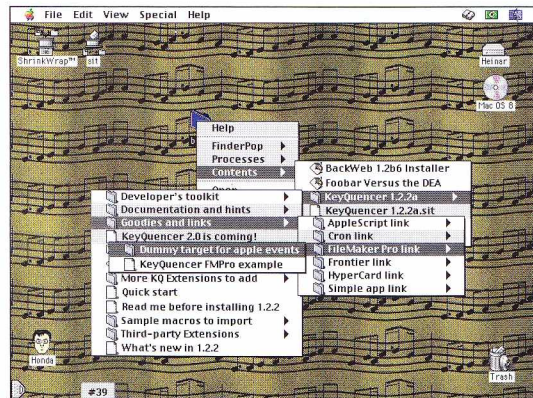 File Edit View Special Help
ShrinkWrap™
sit
Heinar
Mac OS 8
Help
FinderPop
Processes
Contents
BackWeb 1.2b6 Installer
Foobar Versus the DEA
KeyQuencer 1.2.2a
KeyQuencer 1.2.2a.sit
Developer's toolkit
Documentation and hints
Goodies and links
KeyQuencer 2.0 is coming!
AppleScript link
Cron link
FileMaker Pro link
Frontier link
HyperCard link
Simple app link
Dummy target for apple events
KeyQuencer FMPro example
More KQ Extensions to add
Quick start
Read me before installing 1.2.2
Sample macros to import
Third-party Extensions
What's new in 1.2.2
Honda
Trash
#39